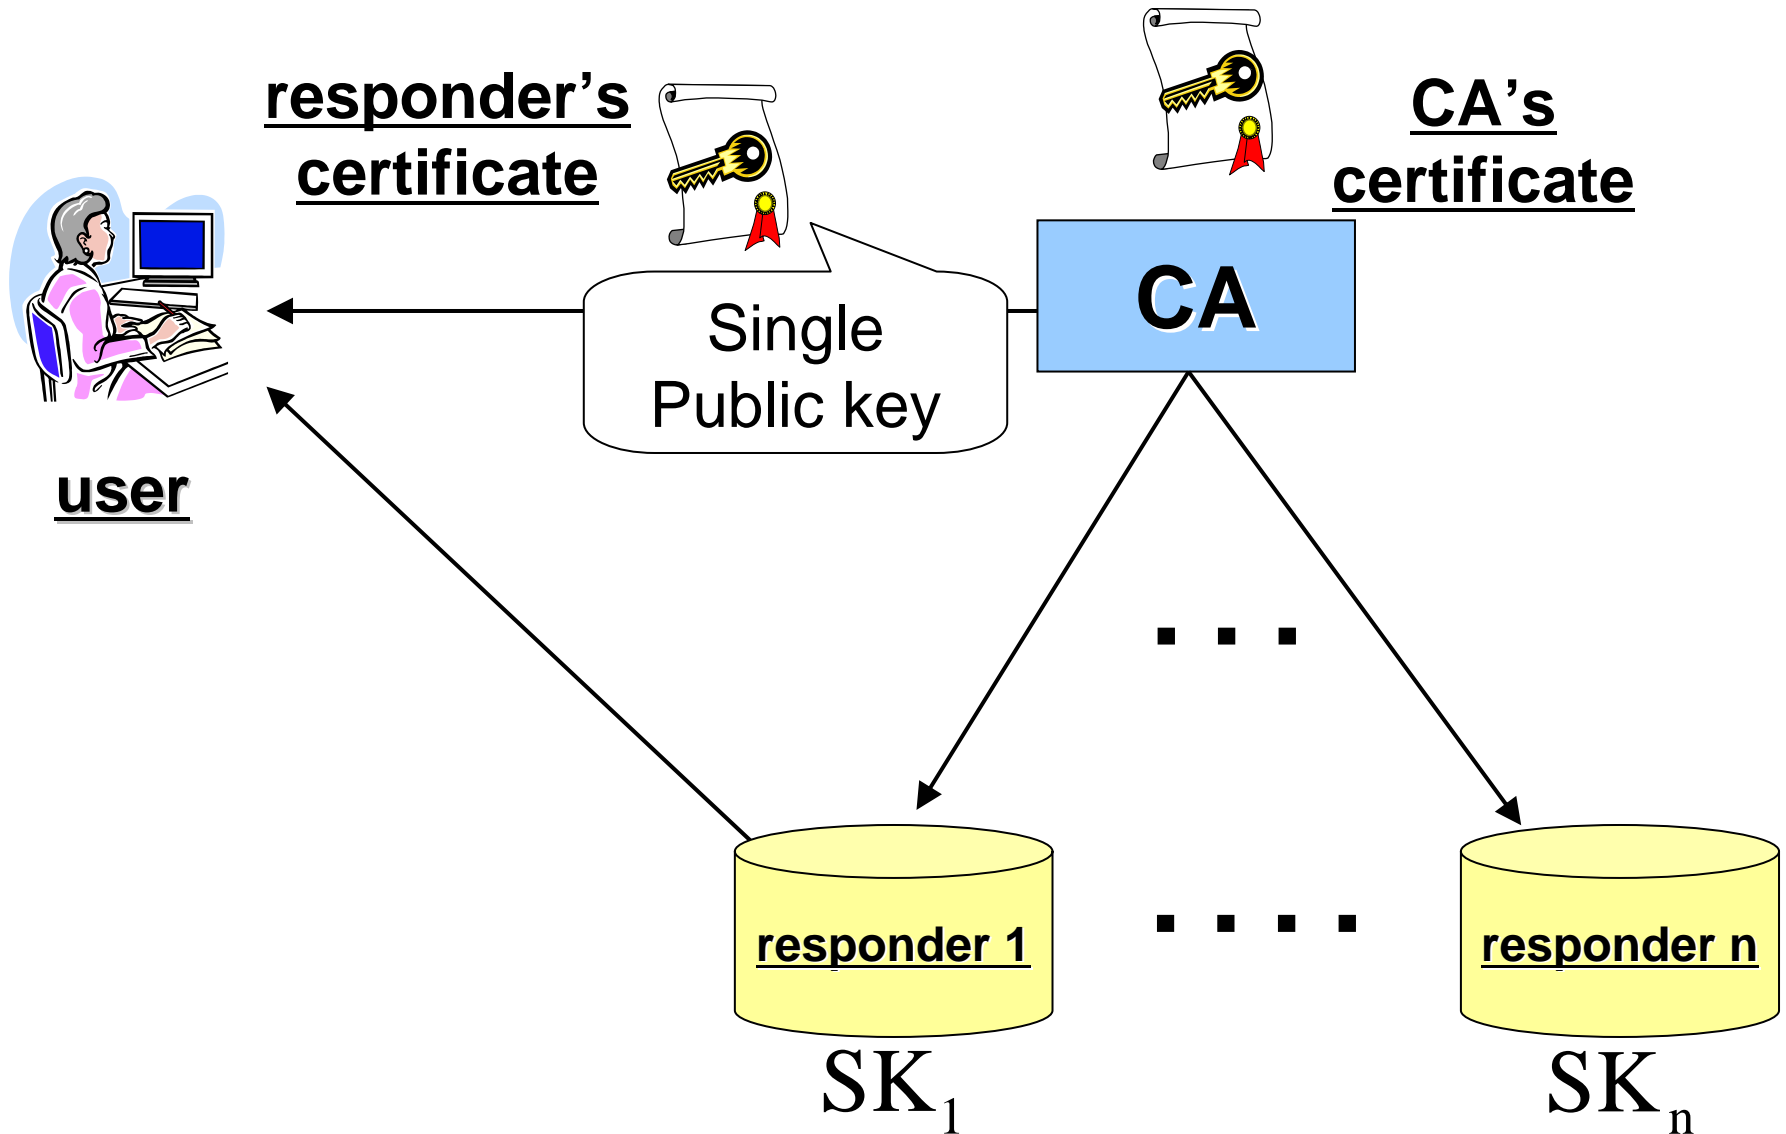 responder’s
certificate
CA’s
certificate
CA
Single
Public key
user
. . .
responder 1
. . . .
responder n
SK₁
SKₙ